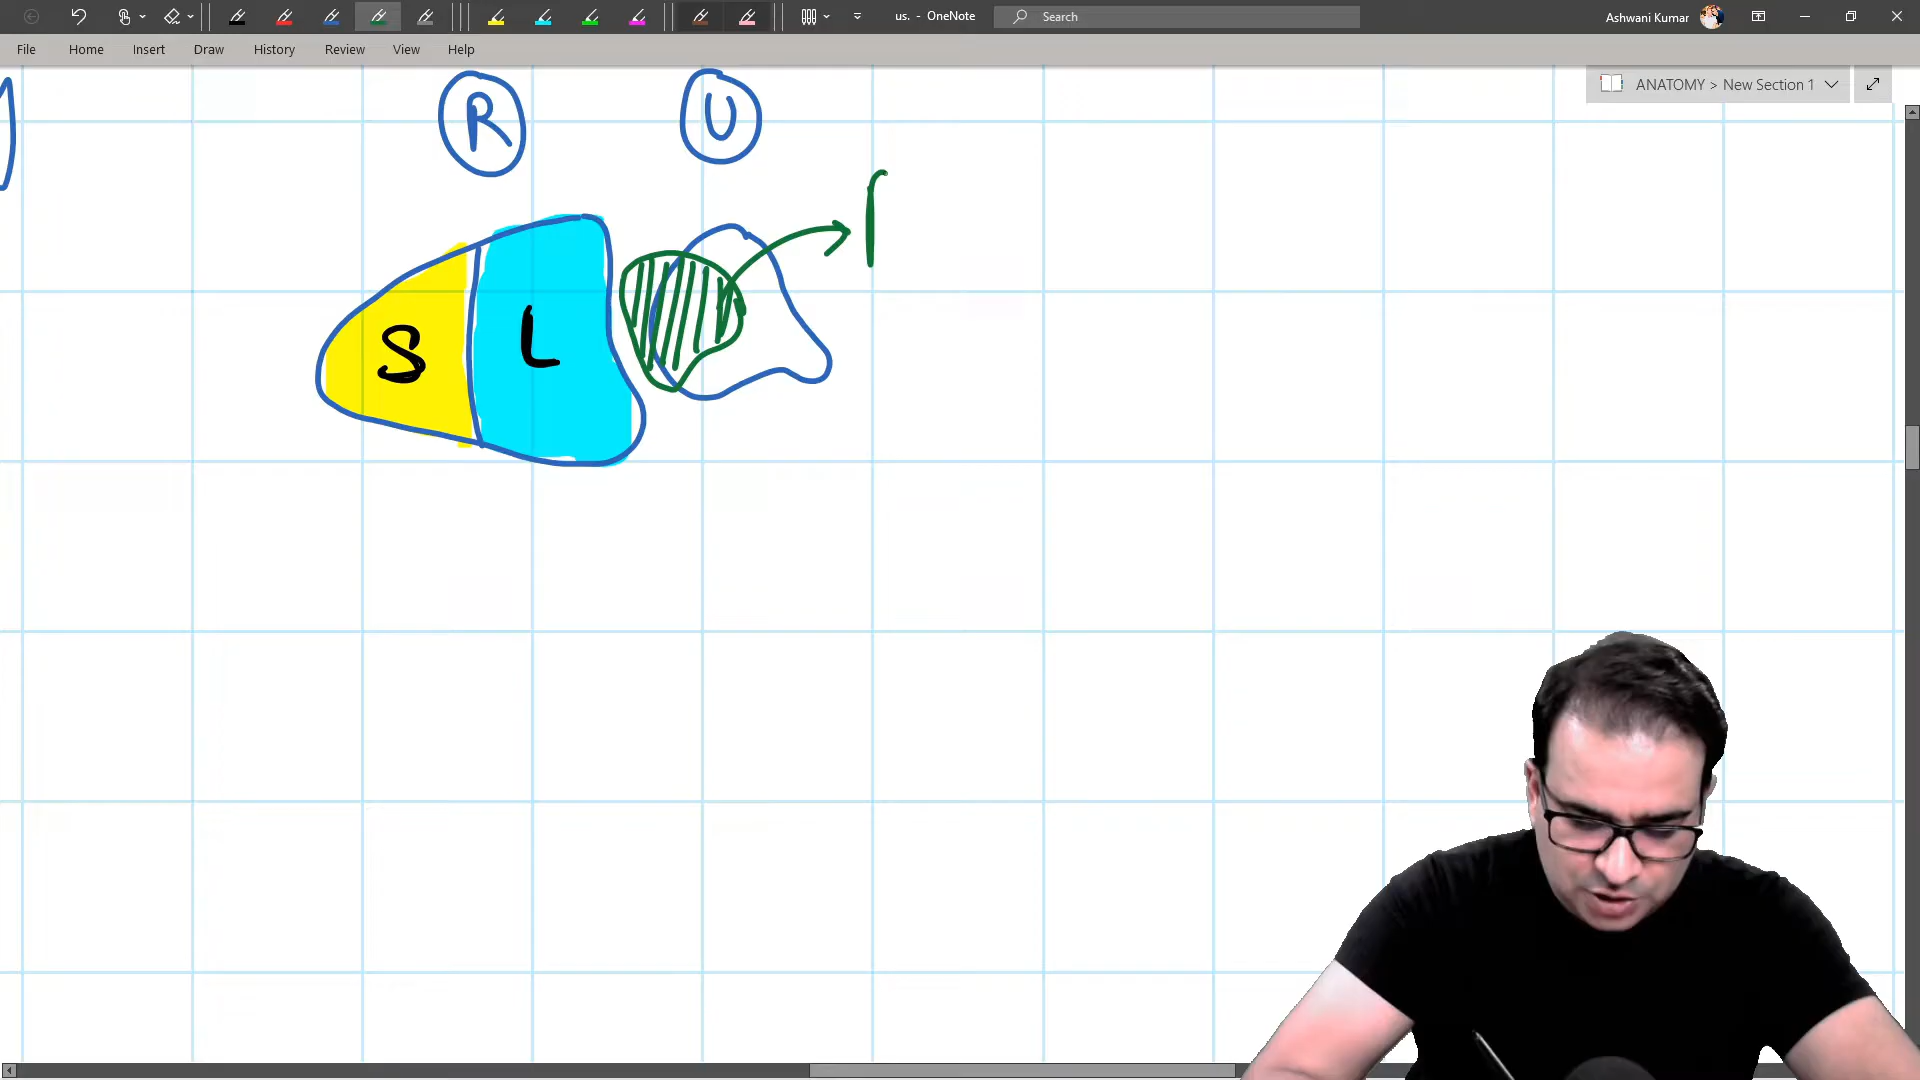 us. - OneNote
Search
Ashwani Kumar
File Home Insert Draw History Review View Help
ANATOMY > New Section 1
R U
S L